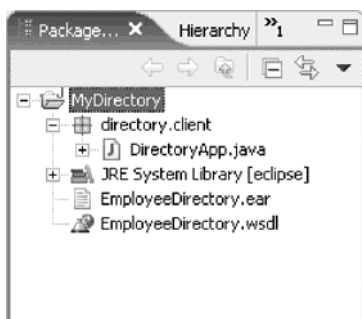 Package... Hierarchy »1
MyDirectory
directory.client
J DirectoryApp.java
JRE System Library [eclipse]
EmployeeDirectory.ear
EmployeeDirectory.wsdl